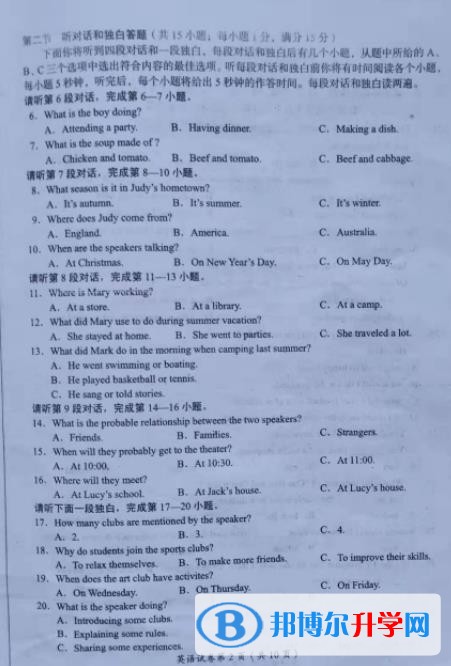 第二节 听对话和独白答题（共 15 小题；每小题 1 分，满分 15 分）
下面你将听到四段对话和一段独白，每段对话和独白后有几个小题，从题中所给的 A、
B、C 三个选项中选出符合内容的最佳选项。听每段对话和独白前你将有时间阅读各个小题，
每小题 5 秒钟，听完后，每个小题将给出 5 秒钟的作答时间。每段对话和独白读两遍。
请听第 6 段对话，完成第 6—7 小题。
6. What is the boy doing?
A. Attending a party. B. Having dinner. C. Making a dish.
7. What is the soup made of ?
A. Chicken and tomato. B. Beef and tomato. C. Beef and cabbage.
请听第 7 段对话，完成第 8—10 小题。
8. What season is it in Judy's hometown?
A. It's autumn. B. It's summer. C. It's winter.
9. Where does Judy come from?
A. England. B. America. C. Australia.
10. When are the speakers talking?
A. At Christmas. B. On New Year's Day. C. On May Day.
请听第 8 段对话，完成第 11—13 小题。
11. Where is Mary working?
A. At a store. B. At a library. C. At a camp.
12. What did Mary use to do during summer vacation?
A. She stayed at home. B. She went to parties. C. She traveled a lot.
13. What did Mark do in the morning when camping last summer?
A. He went swimming or boating.
B. He played basketball or tennis.
C. He sang or told stories.
请听第 9 段对话，完成第 14—16 小题。
14. What is the probable relationship between the two speakers?
A. Friends. B. Families. C. Strangers.
15. When will they probably get to the theater?
A. At 10:00. B. At 10:30. C. At 11:00.
16. Where will they meet?
A. At Lucy's school. B. At Jack's house. C. At Lucy's house.
请听下面一段独白，完成第 17—20 小题。
17. How many clubs are mentioned by the speaker?
A. 2. B. 3. C. 4.
18. Why do students join the sports clubs?
A. To relax themselves. B. To make more friends. C. To improve their skills.
19. When does the art club have activites?
A. On Wednesday. B. On Thursday. C. On Friday.
20. What is the speaker doing?
A. Introducing some clubs.
B. Explaining some rules.
C. Sharing some experiences.
英语试卷第 2 页（共 10 页）
邦博尔升学网